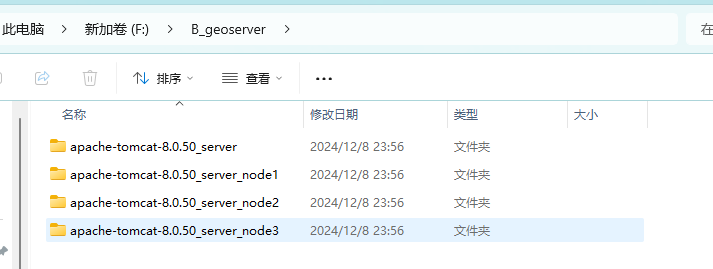 此电脑 > 新加卷 (F:) > B_geoserver > 在
排序 查看 ...
名称 修改日期 类型 大小
apache-tomcat-8.0.50_server 2024/12/8 23:56 文件夹
apache-tomcat-8.0.50_server_node1 2024/12/8 23:56 文件夹
apache-tomcat-8.0.50_server_node2 2024/12/8 23:56 文件夹
apache-tomcat-8.0.50_server_node3 2024/12/8 23:56 文件夹